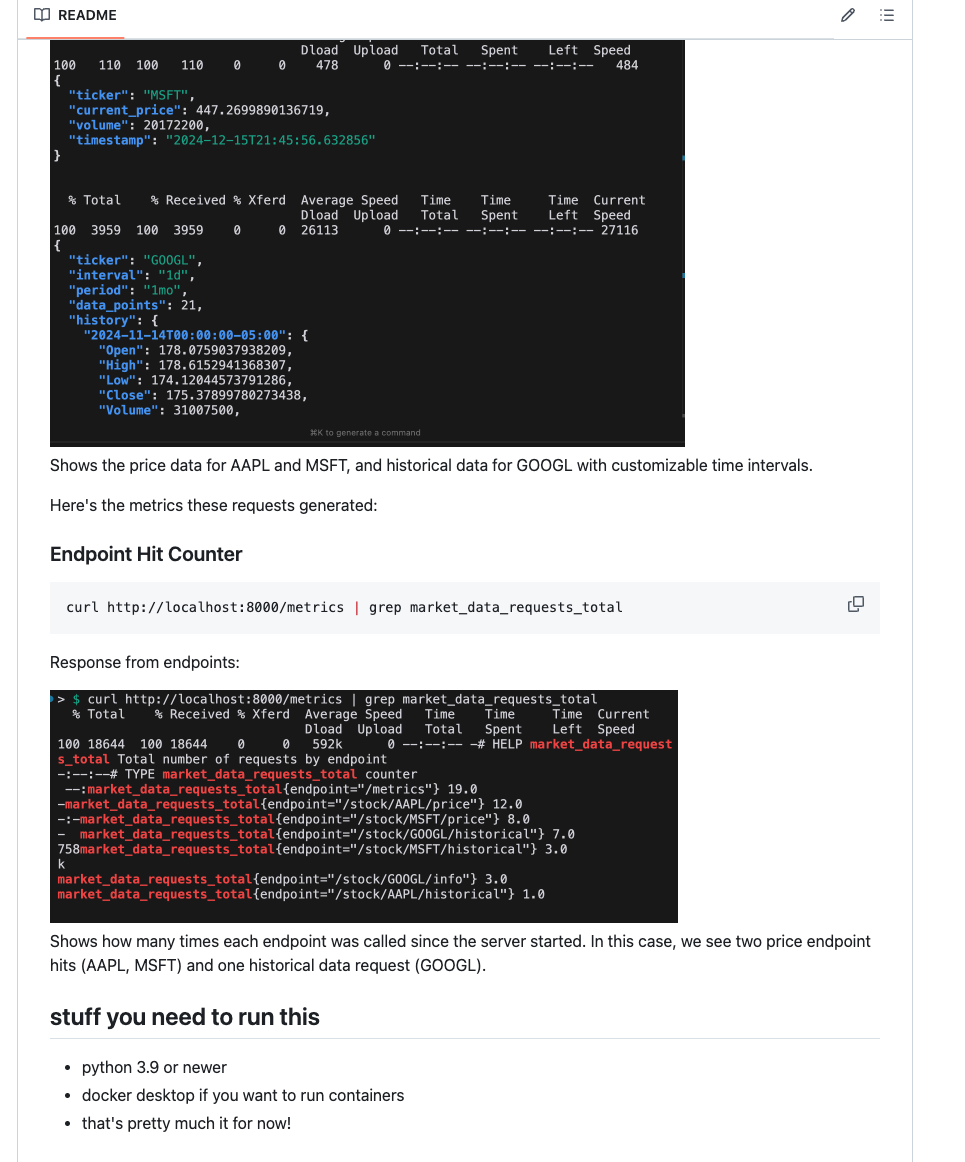 README
Dload Upload Total Spent Left Speed
100 110 100 110 0 0 478 0 --:--:-- --:--:-- --:--:-- 484
{
"ticker": "MSFT",
"current_price": 447.2699890136719,
"volume": 20172200,
"timestamp": "2024-12-15T21:45:56.632856"
}
% Total % Received % Xferd Average Speed Time Time Time Current
Dload Upload Total Spent Left Speed
100 3959 100 3959 0 0 26113 0 --:--:-- --:--:-- --:--:-- 27116
{
"ticker": "GOOGL",
"interval": "1d",
"period": "1mo",
"data_points": 21,
"history": {
"2024-11-14T00:00:00-05:00": {
"Open": 178.0759037938209,
"High": 178.6152941368307,
"Low": 174.12044573791286,
"Close": 175.37899780273438,
"Volume": 31007500,
⌘K to generate a command
Shows the price data for AAPL and MSFT, and historical data for GOOGL with customizable time intervals.
Here's the metrics these requests generated:
Endpoint Hit Counter
curl http://localhost:8000/metrics | grep market_data_requests_total
Response from endpoints:
> $ curl http://localhost:8000/metrics | grep market_data_requests_total
% Total % Received % Xferd Average Speed Time Time Time Current
Dload Upload Total Spent Left Speed
100 18644 100 18644 0 0 592k 0 --:--:-- -# HELP market_data_request
s_total Total number of requests by endpoint
-:--:--# TYPE market_data_requests_total counter
--:market_data_requests_total{endpoint="/metrics"} 19.0
-market_data_requests_total{endpoint="/stock/AAPL/price"} 12.0
-:-market_data_requests_total{endpoint="/stock/MSFT/price"} 8.0
- market_data_requests_total{endpoint="/stock/GOOGL/historical"} 7.0
758market_data_requests_total{endpoint="/stock/MSFT/historical"} 3.0
k
market_data_requests_total{endpoint="/stock/GOOGL/info"} 3.0
market_data_requests_total{endpoint="/stock/AAPL/historical"} 1.0
Shows how many times each endpoint was called since the server started. In this case, we see two price endpoint
hits (AAPL, MSFT) and one historical data request (GOOGL).
stuff you need to run this
• python 3.9 or newer
• docker desktop if you want to run containers
• that's pretty much it for now!